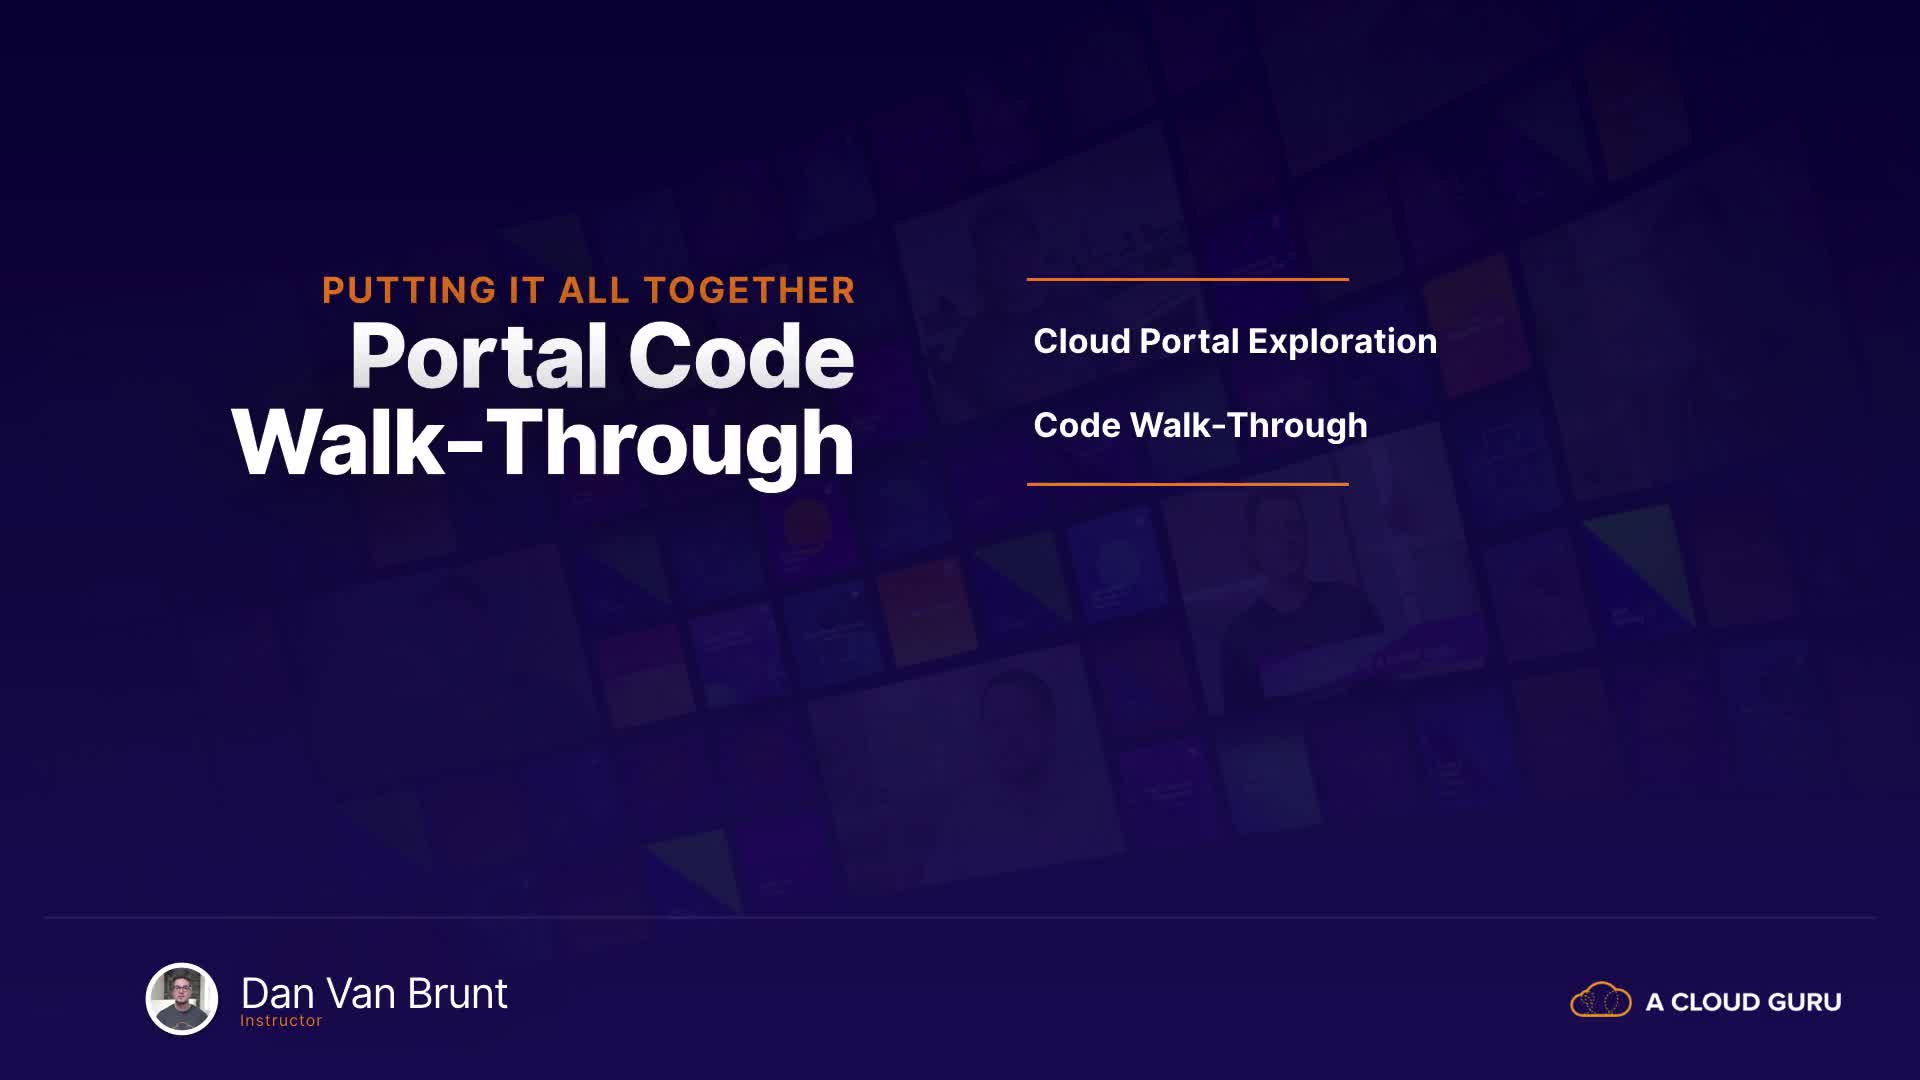 PUTTING IT ALL TOGETHER
Portal Code
Walk-Through
Cloud Portal Exploration
Code Walk-Through
Dan Van Brunt
Instructor
A CLOUD GURU